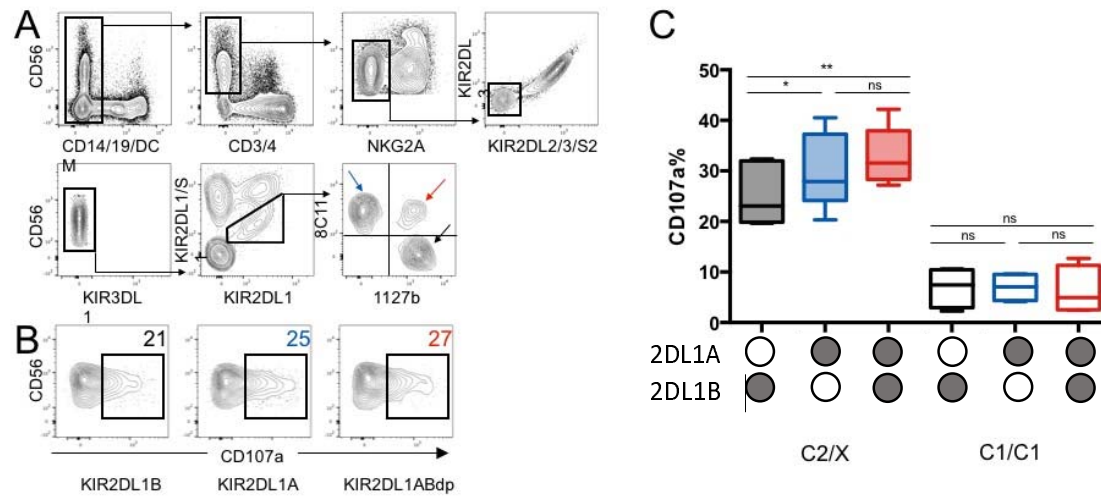 A
CD56
CD14/19/DC
M
CD3/4
NKG2A
KIR2DL
3
KIR2DL2/3/S2
CD56
KIR3DL
1
KIR2DL1/S
KIR2DL1
8C11
1127b
B
CD56
21
25
27
CD107a
KIR2DL1B
KIR2DL1A
KIR2DL1ABdp
C
CD107a%
50
40
30
20
10
0
**
*
ns
ns
ns
ns
2DL1A
2DL1B
C2/X
C1/C1